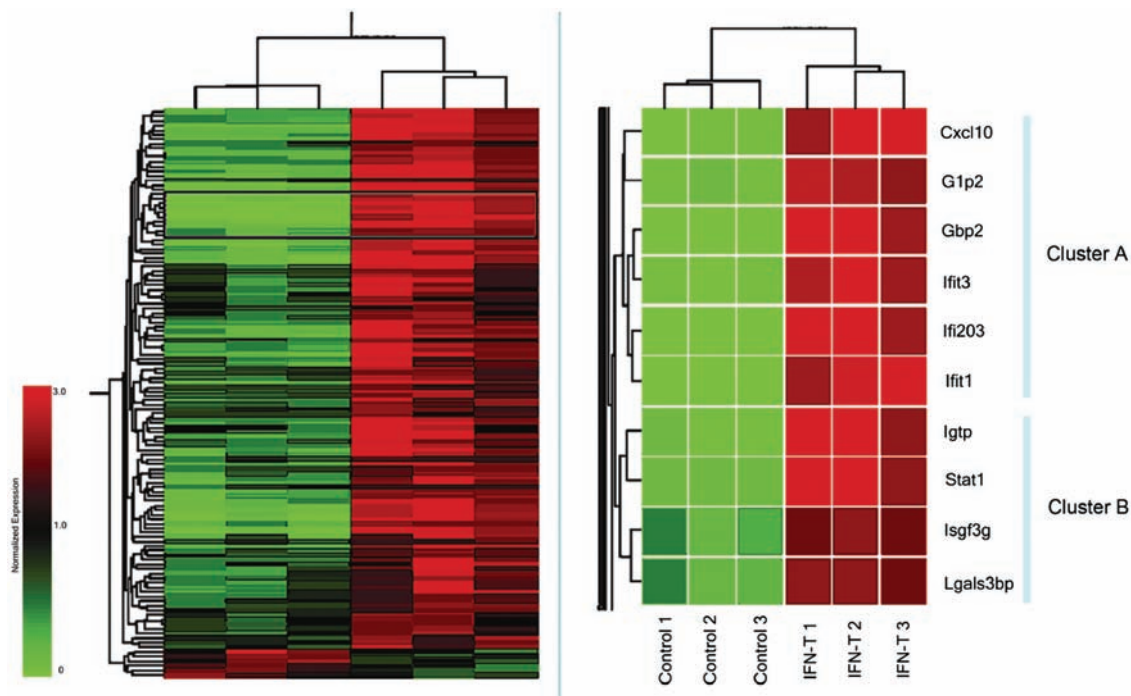 3.0
1.0
0
Normalized Expression
Cxcl10
G1p2
Gbp2
Ifit3
Ifi203
Ifit1
Igtp
Stat1
Isgf3g
Lgals3bp
Cluster A
Cluster B
Control 1
Control 2
Control 3
IFN-T 1
IFN-T 2
IFN-T 3